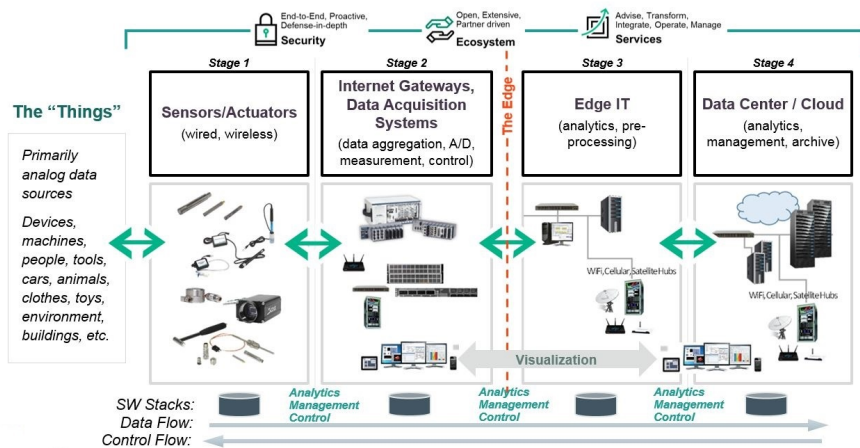 End-to-End, Proactive,
Defense-in-depth
Security
Open, Extensive,
Partner driven
Ecosystem
Advise, Transform,
Integrate, Operate, Manage
Services
Stage 1
Stage 2
Stage 3
Stage 4
The “Things”
Primarily
analog data
sources
Devices,
machines,
people, tools,
cars, animals,
clothes, toys,
environment,
buildings, etc.
Sensors/Actuators
(wired, wireless)
Internet Gateways,
Data Acquisition
Systems
(data aggregation, A/D,
measurement, control)
The Edge
Edge IT
(analytics, pre-
processing)
Data Center / Cloud
(analytics,
management, archive)
WiFi, Cellular, Satellite Hubs
WiFi, Cellular, Satellite Hubs
Visualization
SW Stacks:
Analytics
Management
Control
Analytics
Management
Control
Analytics
Management
Control
Data Flow:
Control Flow: